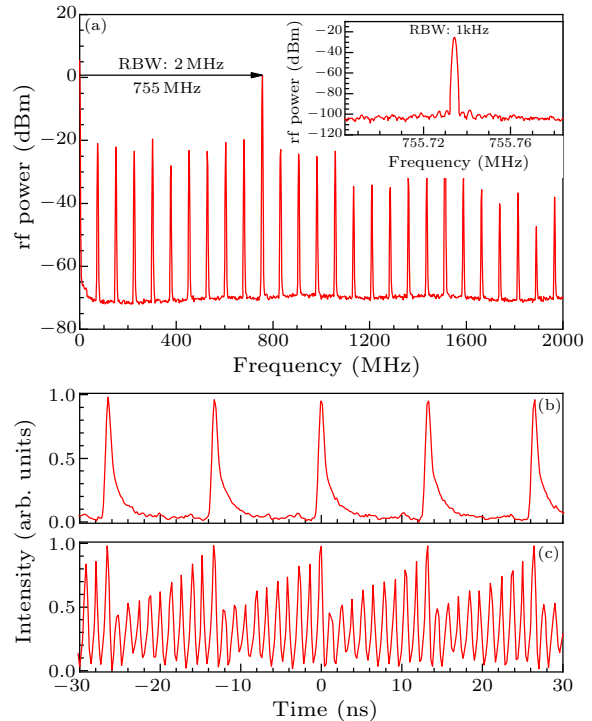 (a)
RBW: 2 MHz
755 MHz
20
0
−20
−40
−60
−80
rf power (dBm)
0
400
800
1200
1600
2000
Frequency (MHz)
RBW: 1kHz
−20
−40
−60
−80
−100
−120
rf power (dBm)
755.72
755.76
Frequency (MHz)
(b)
1.0
0.5
0.0
(c)
1.0
0.5
0.0
Intensity (arb. units)
−30
−20
−10
0
10
20
30
Time (ns)